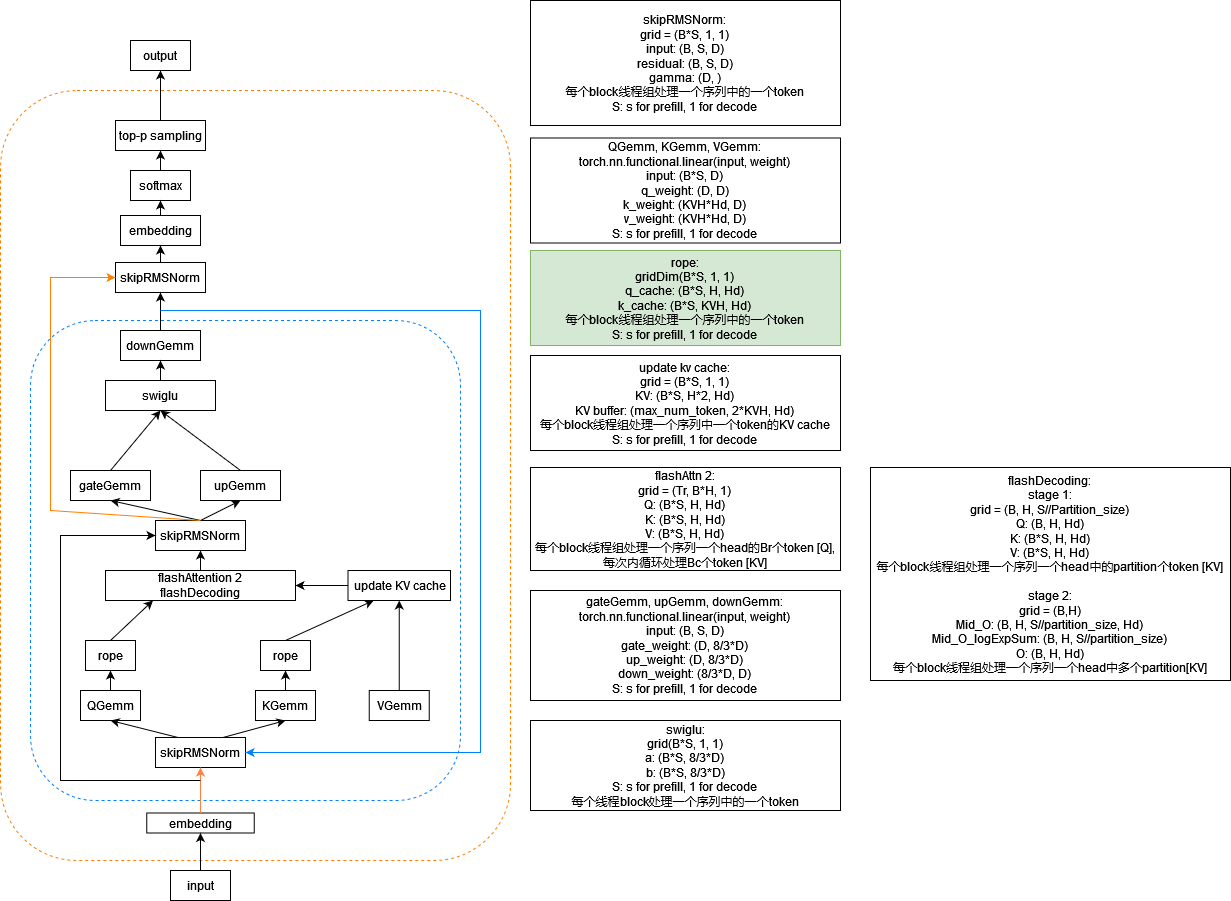 output
top-p sampling
softmax
embedding
skipRMSNorm
downGemm
swiglu
gateGemm
upGemm
skipRMSNorm
flashAttention 2
flashDecoding
update KV cache
rope
rope
QGemm
KGemm
VGemm
skipRMSNorm
embedding
input
skipRMSNorm:
grid = (B*S, 1, 1)
input: (B, S, D)
residual: (B, S, D)
gamma: (D, )
每个block线程组处理一个序列中的一个token
S: s for prefill, 1 for decode
QGemm, KGemm, VGemm:
torch.nn.functional.linear(input, weight)
input: (B*S, D)
q_weight: (D, D)
k_weight: (KVH*Hd, D)
v_weight: (KVH*Hd, D)
S: s for prefill, 1 for decode
rope:
gridDim(B*S, 1, 1)
q_cache: (B*S, H, Hd)
k_cache: (B*S, KVH, Hd)
每个block线程组处理一个序列中的一个token
S: s for prefill, 1 for decode
update kv cache:
grid = (B*S, 1, 1)
KV: (B*S, H*2, Hd)
KV buffer: (max_num_token, 2*KVH, Hd)
每个block线程组处理一个序列中一个token的KV cache
S: s for prefill, 1 for decode
flashAttn 2:
grid = (Tr, B*H, 1)
Q: (B*S, H, Hd)
K: (B*S, H, Hd)
V: (B*S, H, Hd)
每个block线程组处理一个序列一个head的Br个token [Q],
每次内循环处理Bc个token [KV]
gateGemm, upGemm, downGemm:
torch.nn.functional.linear(input, weight)
input: (B, S, D)
gate_weight: (D, 8/3*D)
up_weight: (D, 8/3*D)
down_weight: (8/3*D, D)
S: s for prefill, 1 for decode
swiglu:
grid(B*S, 1, 1)
a: (B*S, 8/3*D)
b: (B*S, 8/3*D)
S: s for prefill, 1 for decode
每个线程block处理一个序列中的一个token
flashDecoding:
stage 1:
grid = (B, H, S//Partition_size)
Q: (B, H, Hd)
K: (B*S, H, Hd)
V: (B*S, H, Hd)
每个block线程组处理一个序列一个head中的partition个token [KV]
stage 2:
grid = (B,H)
Mid_O: (B, H, S//partition_size, Hd)
Mid_O_logExpSum: (B, H, S//partition_size)
O: (B, H, Hd)
每个block线程组处理一个序列一个head中多个partition[KV]